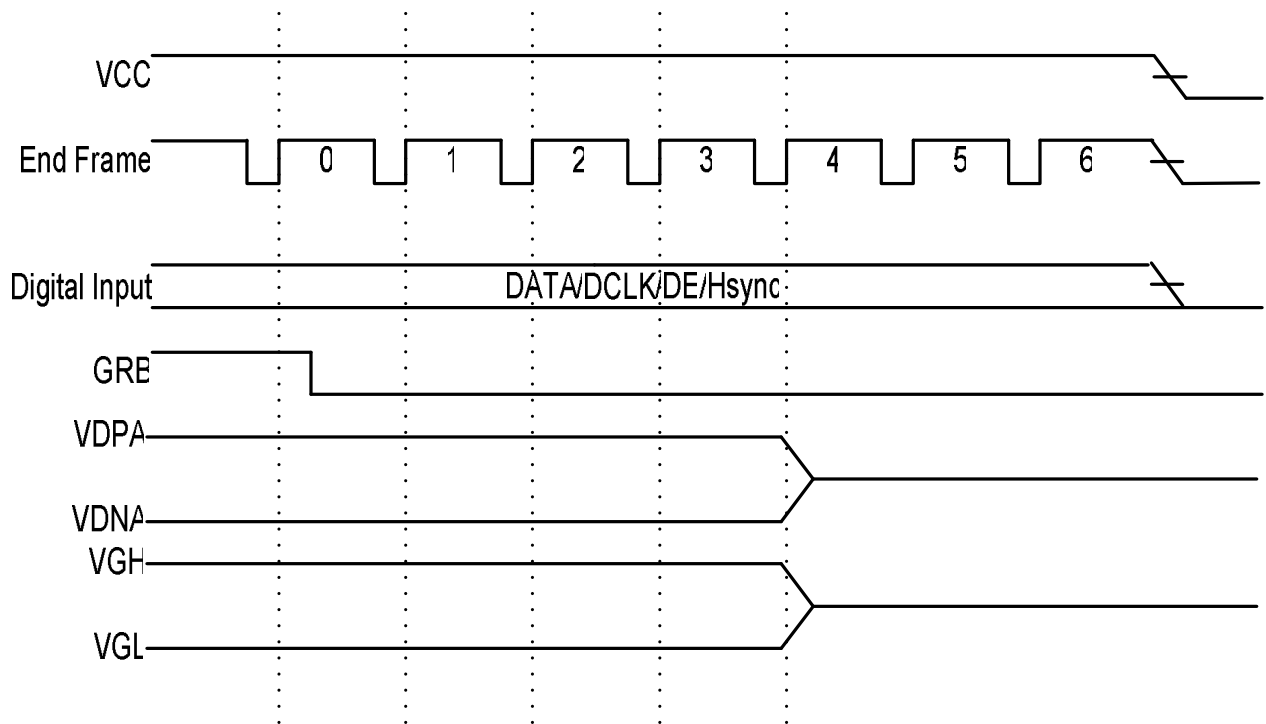 VCC
End Frame
0 1 2 3 4 5 6
Digital Input
DATA/DCLK/DE/Hsync
GRB
VDPA
VDNA
VGH
VGL